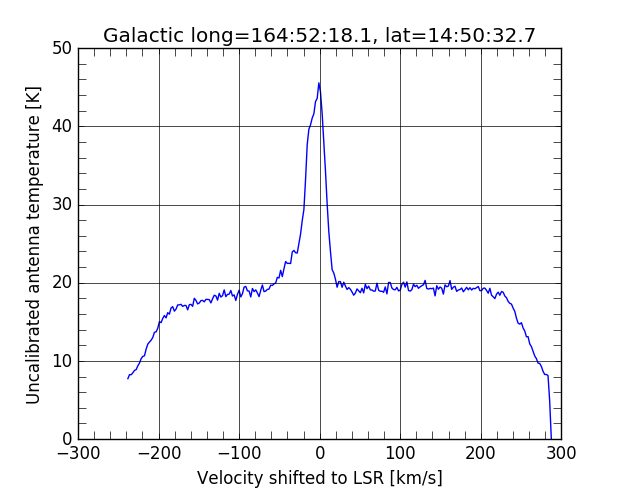 Galactic long=164:52:18.1, lat=14:50:32.7
Uncalibrated antenna temperature [K]
50
40
30
20
10
0
−300 −200 −100 0 100 200 300
Velocity shifted to LSR [km/s]